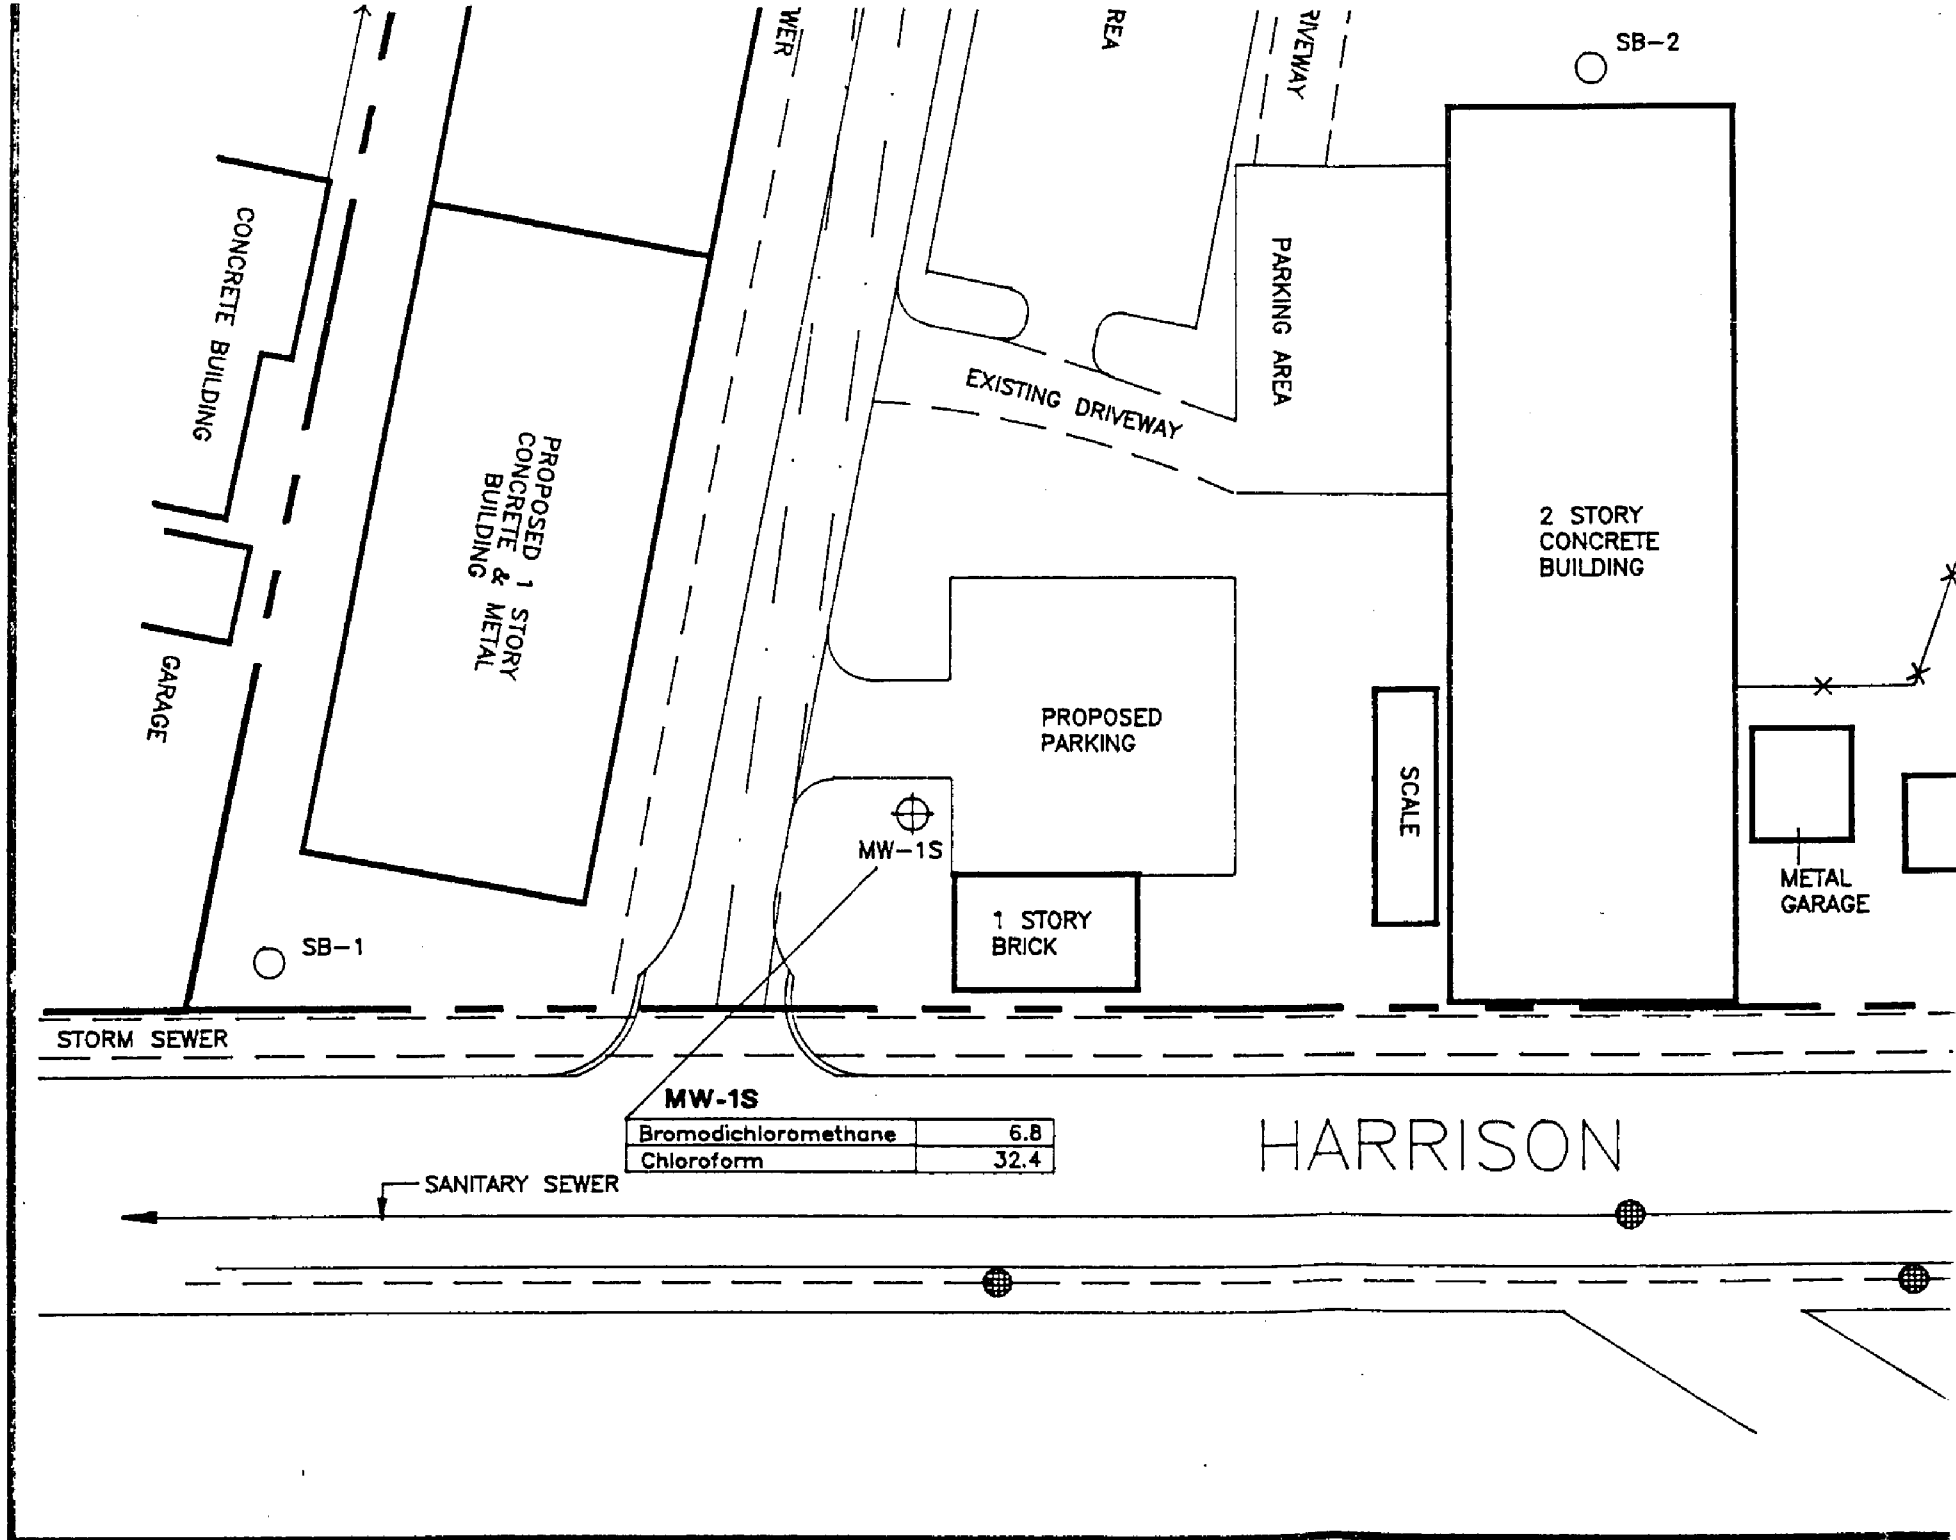 WER
REA
RIVEWAY
SB-2
CONCRETE BUILDING
PARKING AREA
EXISTING DRIVEWAY
PROPOSED 1 STORY
CONCRETE & METAL
BUILDING
2 STORY
CONCRETE
BUILDING
GARAGE
PROPOSED
PARKING
SCALE
MW-1S
METAL
GARAGE
1 STORY
BRICK
SB-1
STORM SEWER
MW-1S
Bromodichloromethane 6.8
Chloroform 32.4
HARRISON
SANITARY SEWER